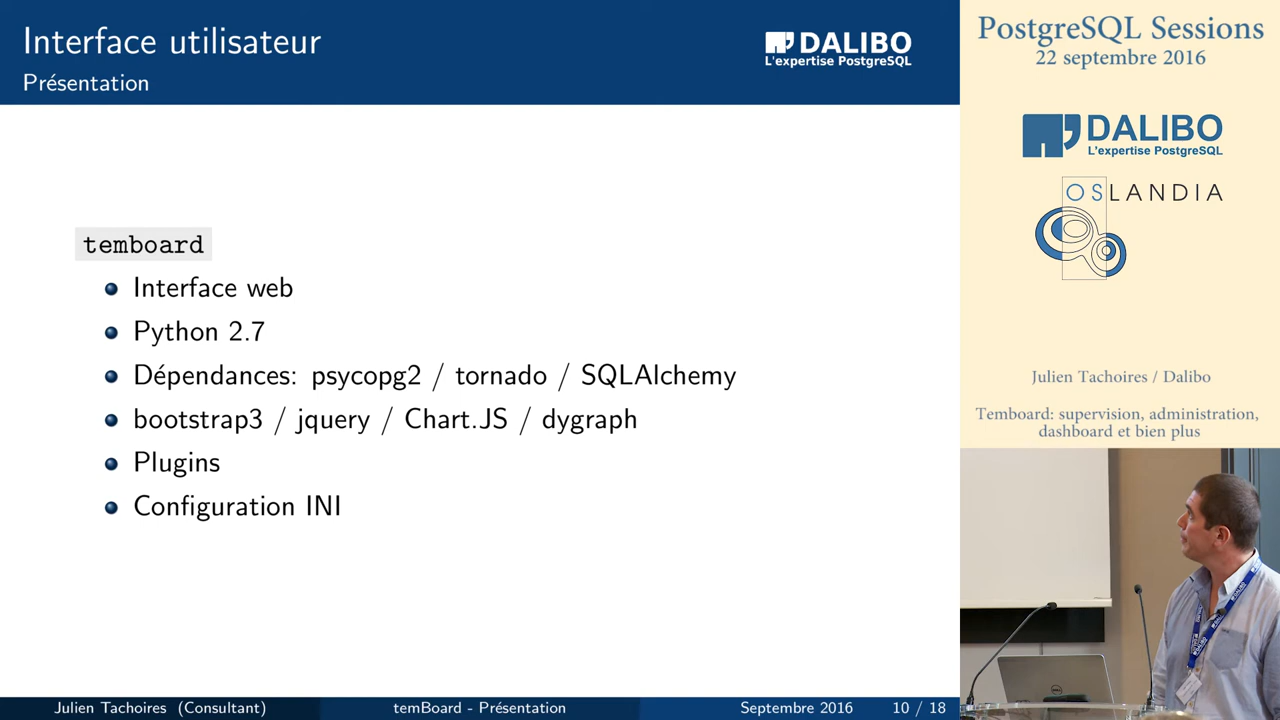 Interface utilisateur
Présentation
DALIBO
L'expertise PostgreSQL
temboard
Interface web
Python 2.7
Dépendances: psycopg2 / tornado / SQLAlchemy
bootstrap3 / jquery / Chart.JS / dygraph
Plugins
Configuration INI
Julien Tachoires (Consultant)
temBoard - Présentation
Septembre 2016
10 / 18
PostgreSQL Sessions
22 septembre 2016
DALIBO
L'expertise PostgreSQL
OSLANDIA
Julien Tachoires / Dalibo
Temboard: supervision, administration,
dashboard et bien plus